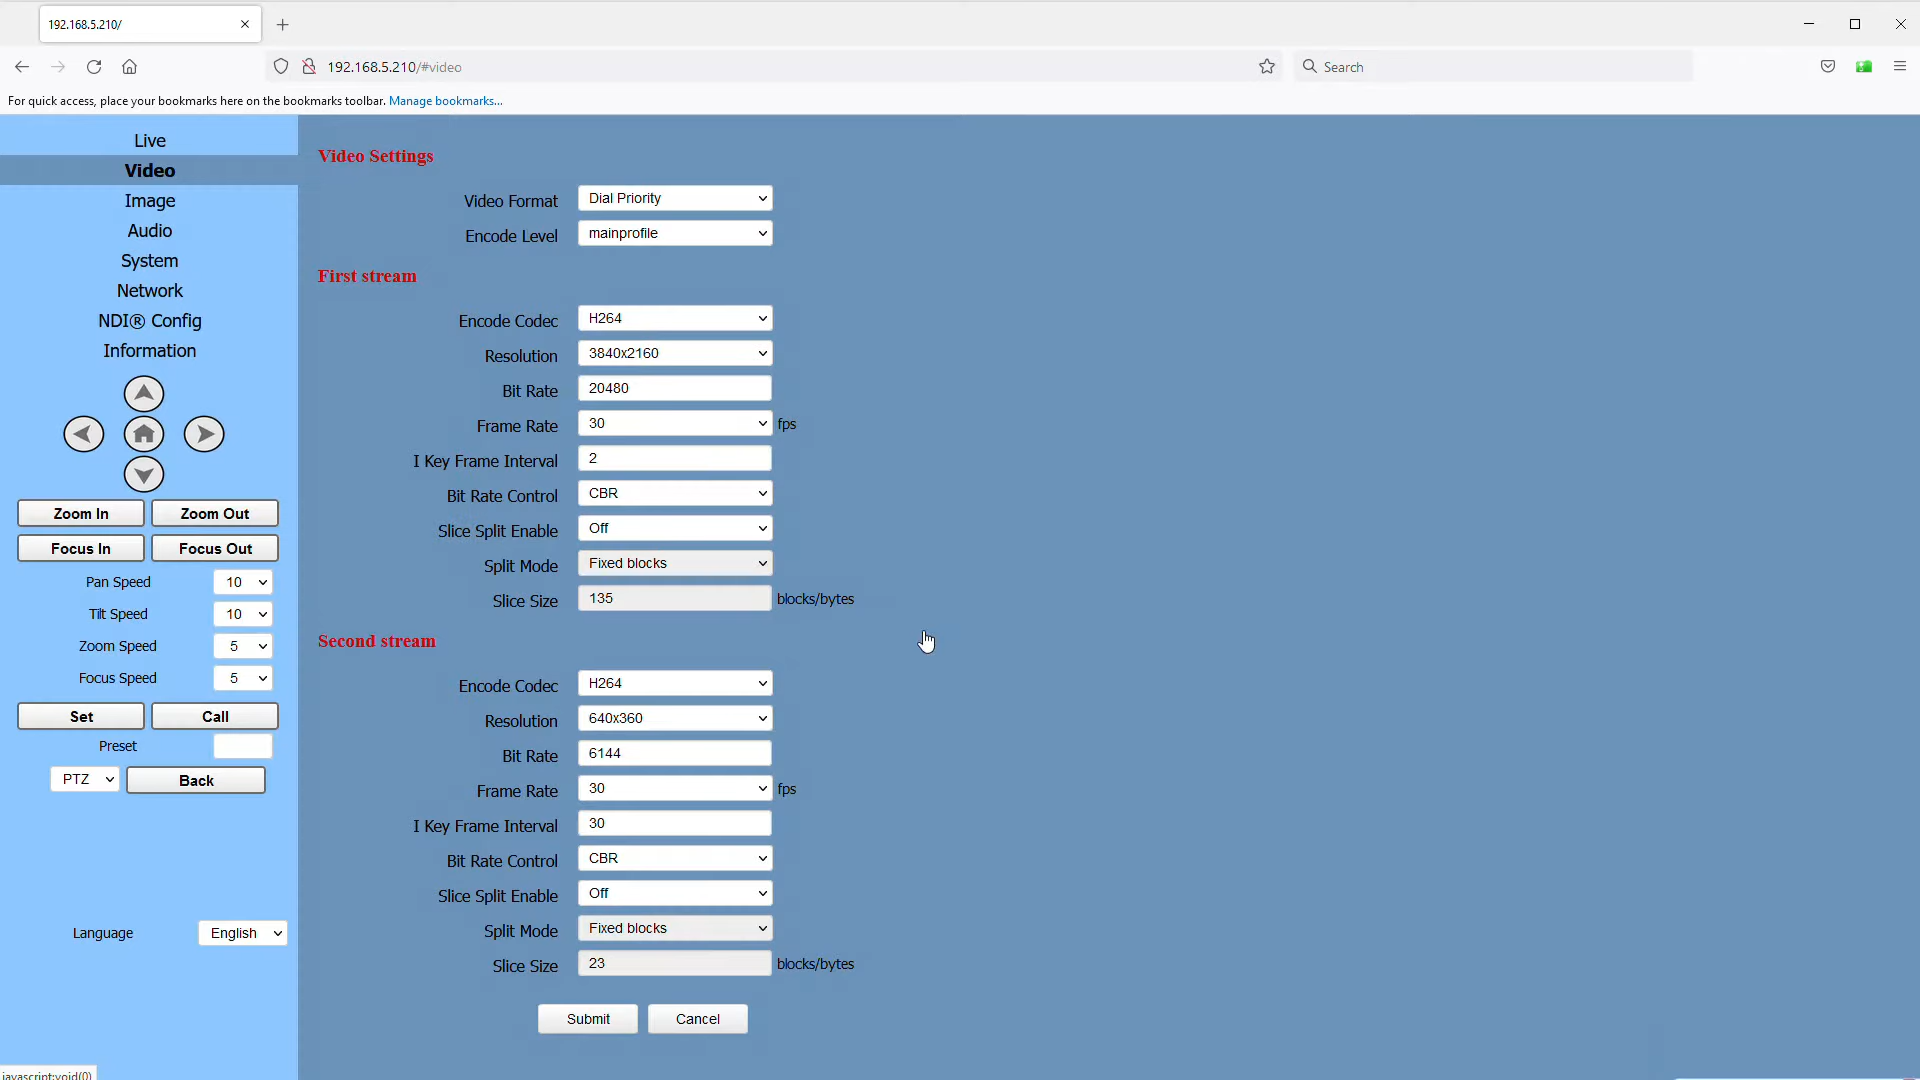 192.168.5.210/
192.168.5.210/#video
Search
For quick access, place your bookmarks here on the bookmarks toolbar. Manage bookmarks...
Live
Video
Image
Audio
System
Network
NDI® Config
Information
Zoom In Zoom Out
Focus In Focus Out
Pan Speed 10
Tilt Speed 10
Zoom Speed 5
Focus Speed 5
Set Call
Preset
PTZ Back
Language English
Video Settings
Video Format Dial Priority
Encode Level mainprofile
First stream
Encode Codec H264
Resolution 3840x2160
Bit Rate 20480
Frame Rate 30 fps
I Key Frame Interval 2
Bit Rate Control CBR
Slice Split Enable Off
Split Mode Fixed blocks
Slice Size 135 blocks/bytes
Second stream
Encode Codec H264
Resolution 640x360
Bit Rate 6144
Frame Rate 30 fps
I Key Frame Interval 30
Bit Rate Control CBR
Slice Split Enable Off
Split Mode Fixed blocks
Slice Size 23 blocks/bytes
Submit Cancel
javascript:void(0)